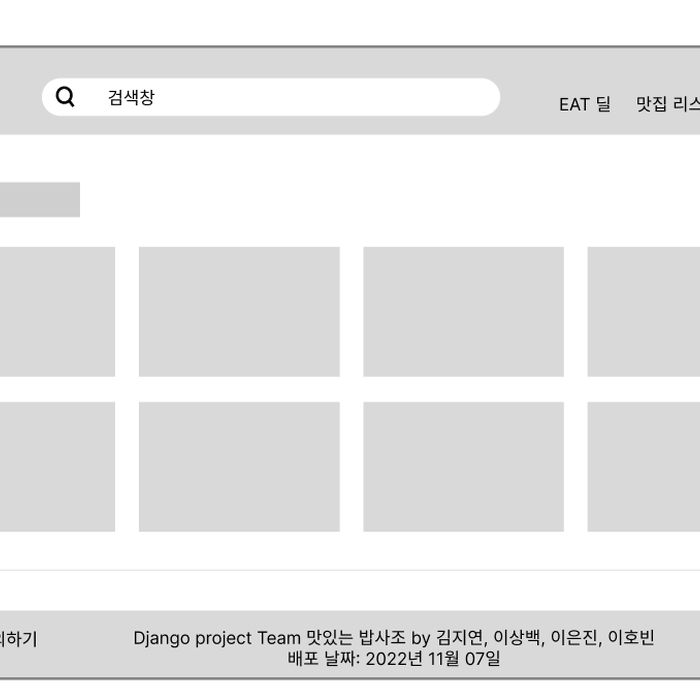 검색창
EAT 딜 맛집 리스
의하기
Django project Team 맛있는 밥사조 by 김지연, 이상백, 이은진, 이호빈
배포 날짜: 2022년 11월 07일